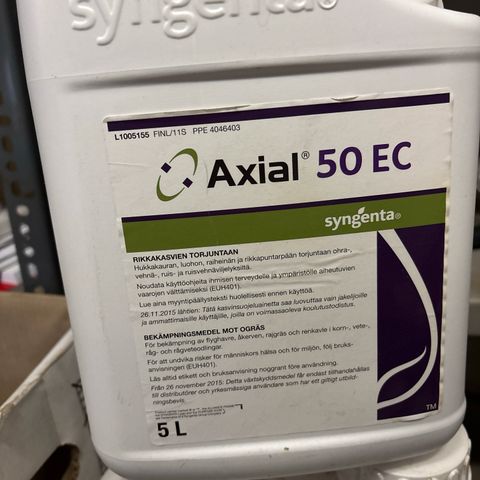 syngenta
L1005155 FINL/11S PPE 4046403
Axial® 50 EC
syngenta®
RIKKAKASVIEN TORJUNTAAN
Hukkakauran, luohon, raiheinän ja rikkapuntarpään torjuntaan ohra-,
vehnä-, ruis- ja ruisvehnäviljelyksiltä.
Noudata käyttöohjeita ihmisen terveydelle ja ympäristölle aiheutuvien
vaarojen välttämiseksi (EUH401).
Lue aina myyntipäällysteksti huolellisesti ennen käyttöä.
26.11.2015 lähtien: Tätä kasvinsuojeluainetta saa luovuttaa vain jakelijoille
ja ammattimaisille käyttäjille, joilla on voimassaoleva koulutustodistus.
BEKÄMPNINGSMEDEL MOT OGRÄS
För bekämpning av flyghavre, åkerven, rajgräs och renkavle i korn-, vete-,
råg- och rågveteodlingar.
För att undvika risker för människors hälsa och för miljön, följ bruks-
anvisningen (EUH401).
Läs alltid etikett och bruksanvisning noggrant före användning.
Från 26 november 2015: Detta växtskyddsmedel får endast tillhandahållas
till distributörer och yrkesmässiga användare som har ett giltigt utbild-
ningsbevis.
5 L
TM